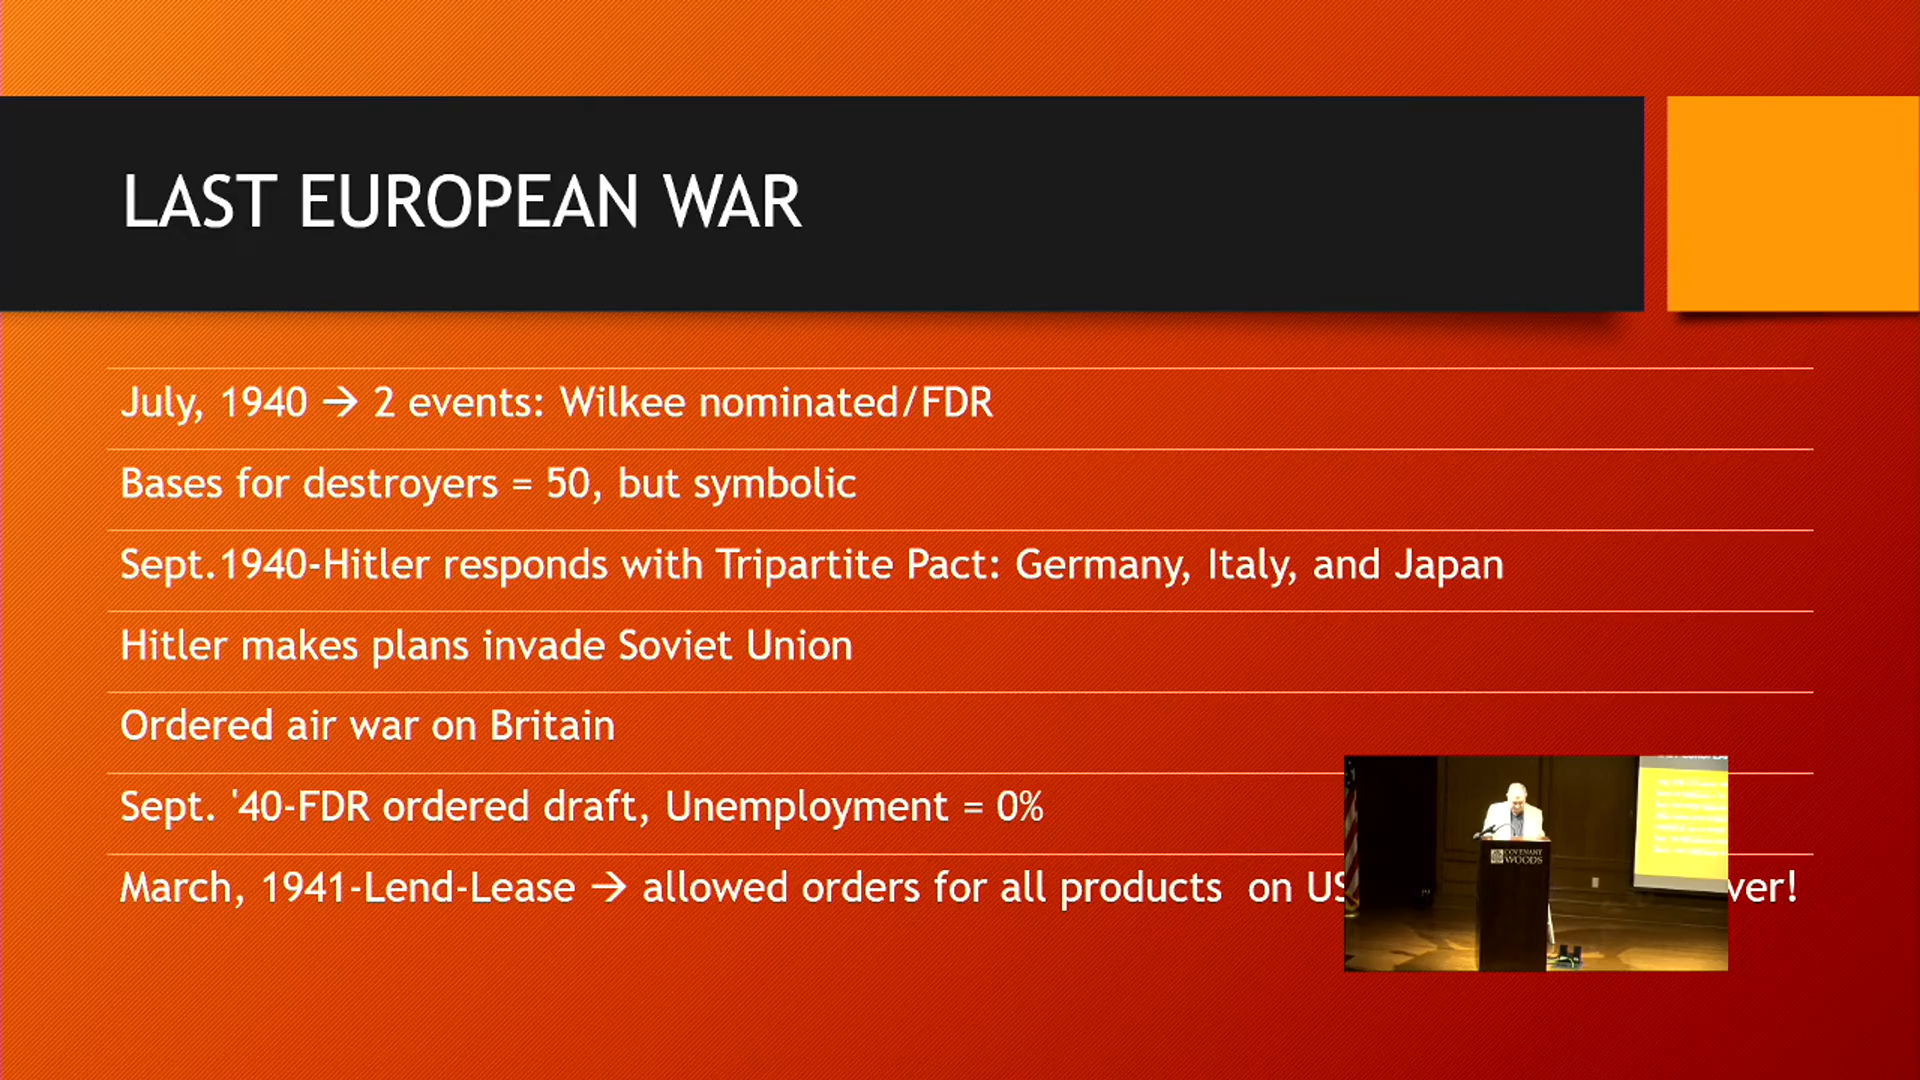 LAST EUROPEAN WAR
July, 1940 → 2 events: Wilkee nominated/FDR
Bases for destroyers = 50, but symbolic
Sept.1940-Hitler responds with Tripartite Pact: Germany, Italy, and Japan
Hitler makes plans invade Soviet Union
Ordered air war on Britain
Sept. '40-FDR ordered draft, Unemployment = 0%
March, 1941-Lend-Lease → allowed orders for all products on US
COVENANT
WOODS